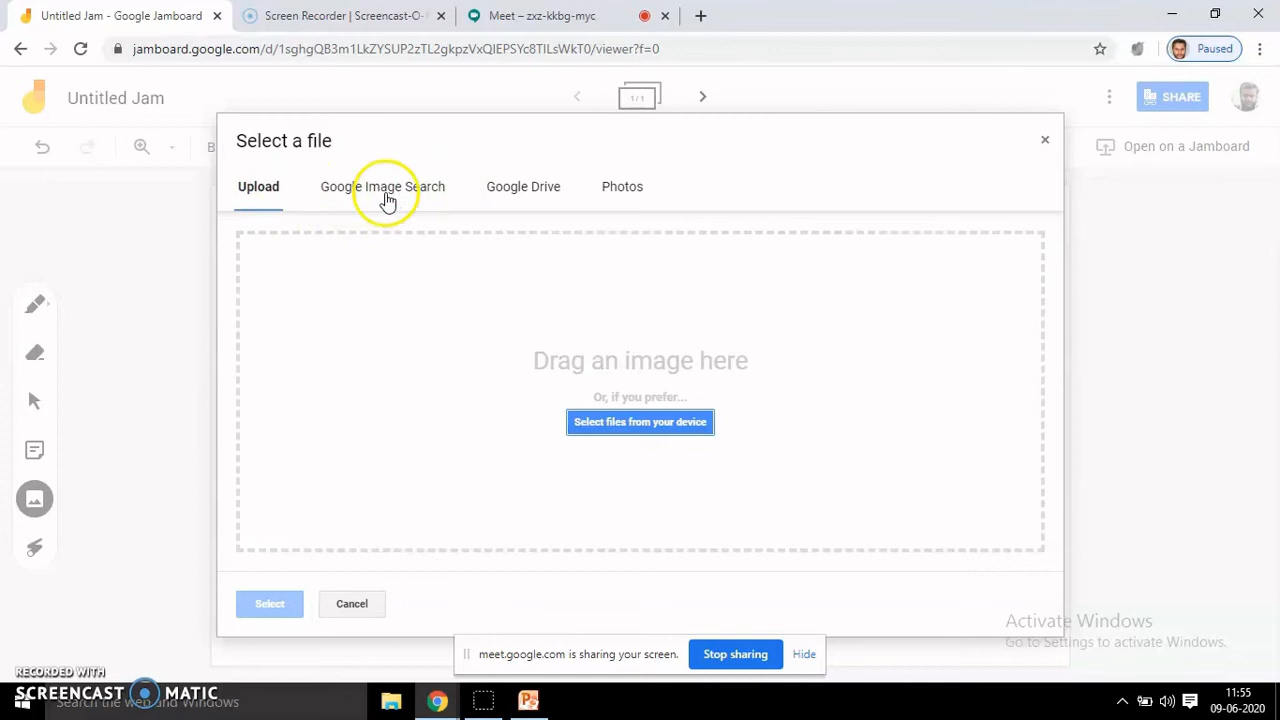 Untitled Jam - Google Jamboard
Screen Recorder | Screencast-O-
Meet – zxz-kkbg-myc
jamboard.google.com/d/1sghgQB3m1LkZYSUP2zTL2gkpzVxQIEPSYc8TILsWkT0/viewer?f=0
Paused
Untitled Jam
1 / 1
SHARE
B
Open on a Jamboard
Select a file
Upload
Google Image Search
Google Drive
Photos
Drag an image here
Or, if you prefer...
Select files from your device
Select
Cancel
Activate Windows
Go to Settings to activate Windows.
meet.google.com is sharing your screen.
Stop sharing
Hide
RECORDED WITH
SCREENCAST MATIC
Search the web and Windows
11:55
09-06-2020